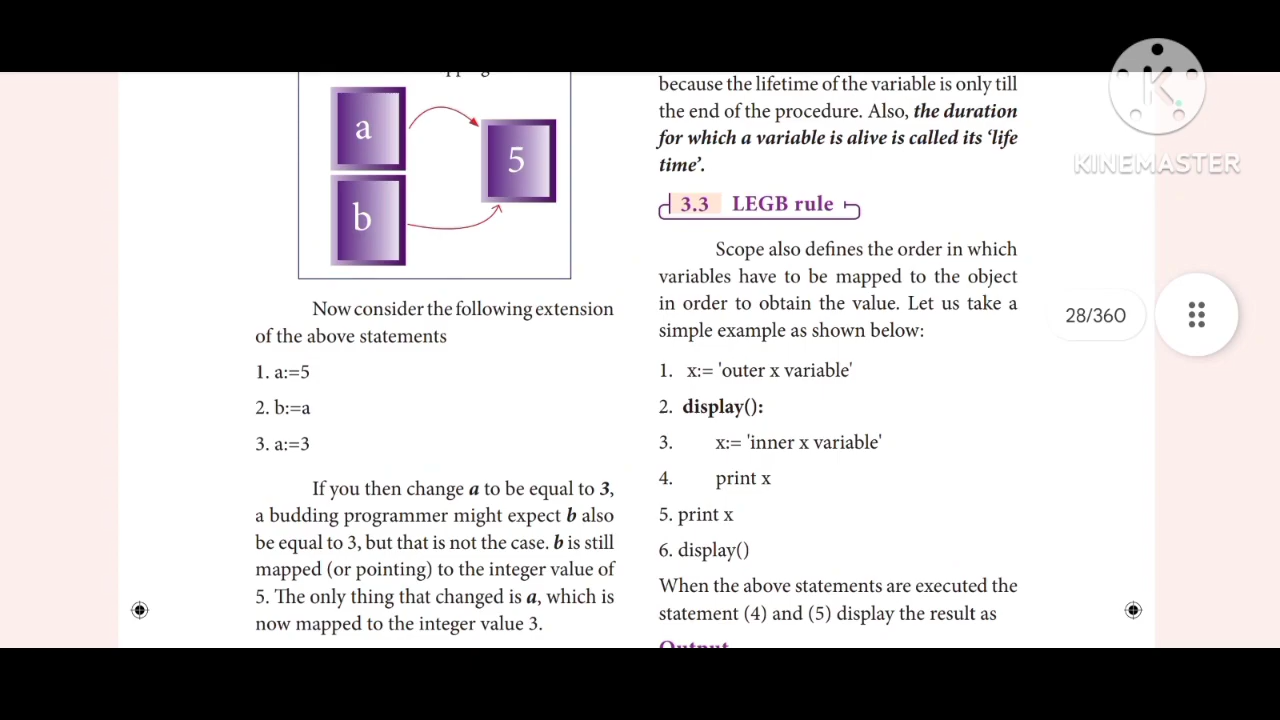 a
5
b
Now consider the following extension
of the above statements
1. a:=5
2. b:=a
3. a:=3
If you then change a to be equal to 3,
a budding programmer might expect b also
be equal to 3, but that is not the case. b is still
mapped (or pointing) to the integer value of
5. The only thing that changed is a, which is
now mapped to the integer value 3.
because the lifetime of the variable is only till
the end of the procedure. Also, the duration
for which a variable is alive is called its ‘life
time’.
3.3 LEGB rule
Scope also defines the order in which
variables have to be mapped to the object
in order to obtain the value. Let us take a
simple example as shown below:
1. x:= 'outer x variable'
2. display():
3. x:= 'inner x variable'
4. print x
5. print x
6. display()
When the above statements are executed the
statement (4) and (5) display the result as
Output
K
KINEMASTER
28/360